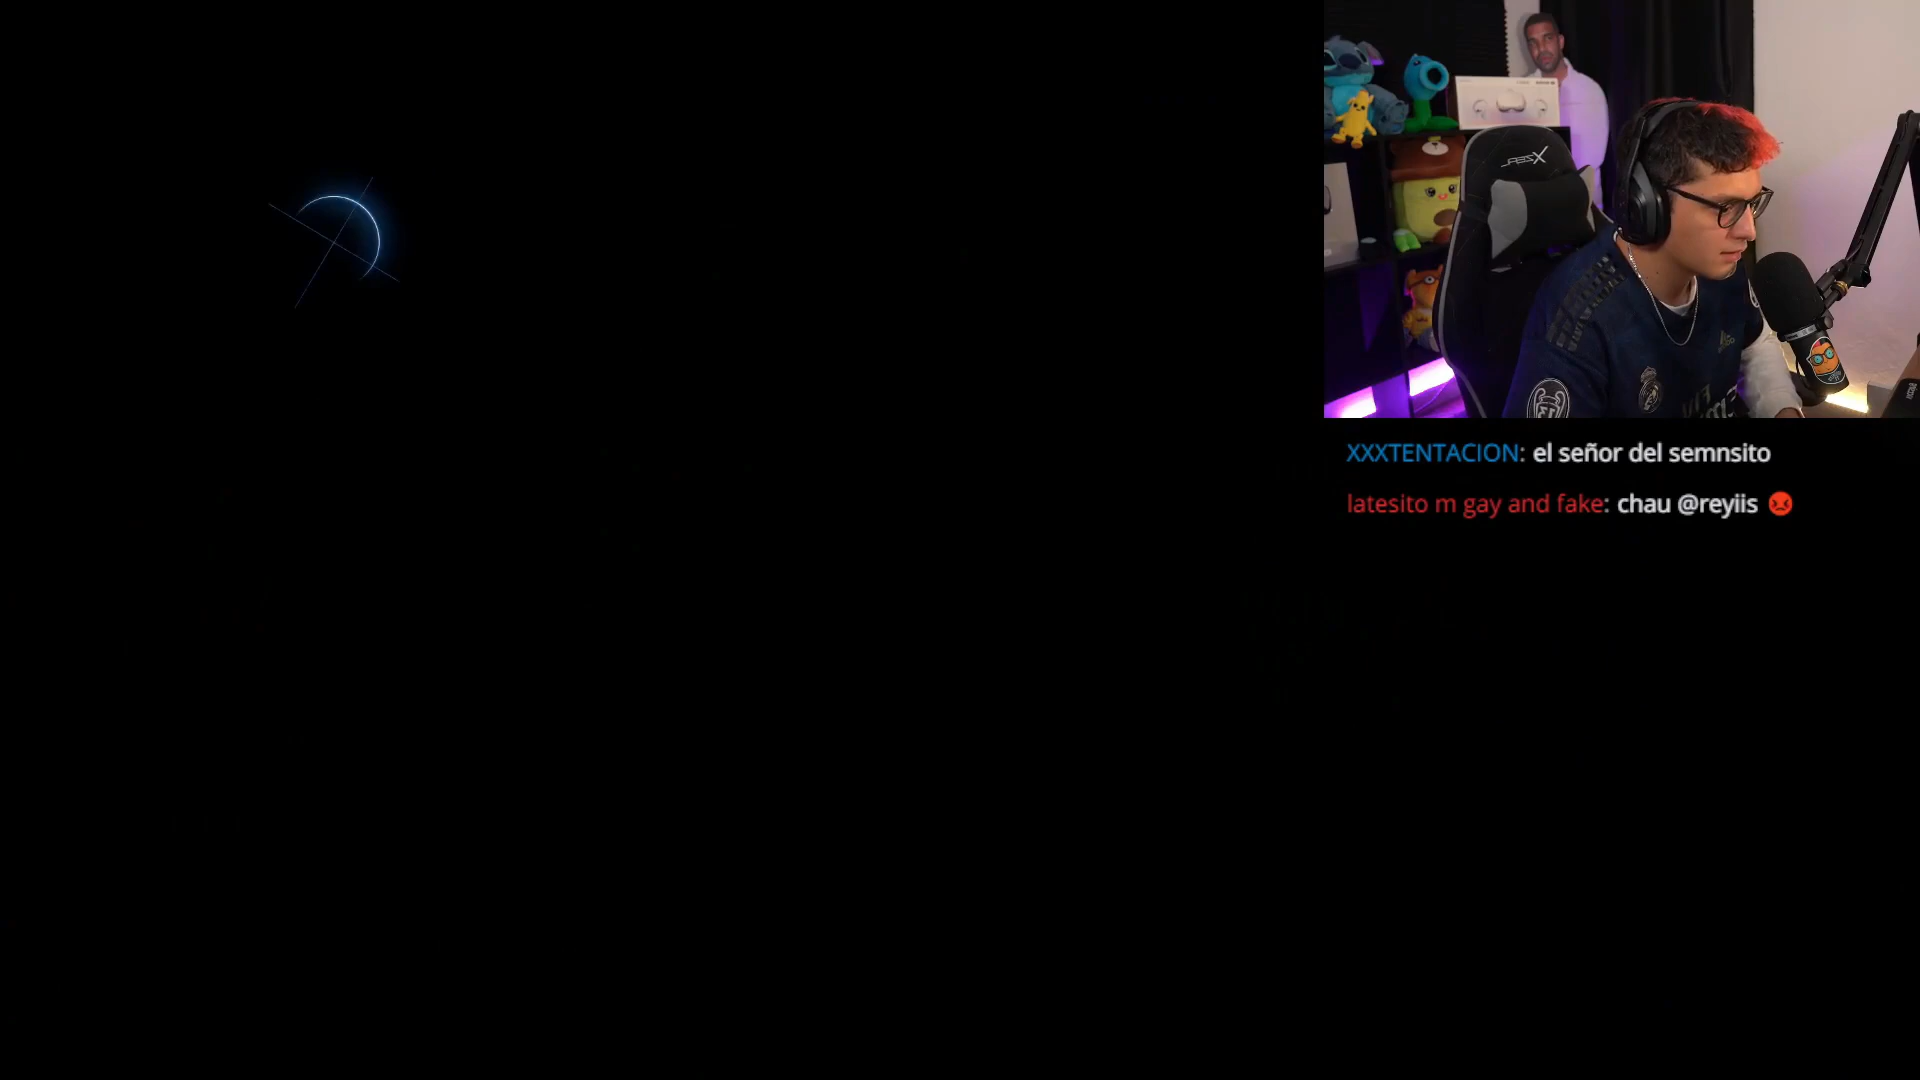 XXXTENTACION: el señor del semnsito
latesito m gay and fake: chau @reyiis 😡